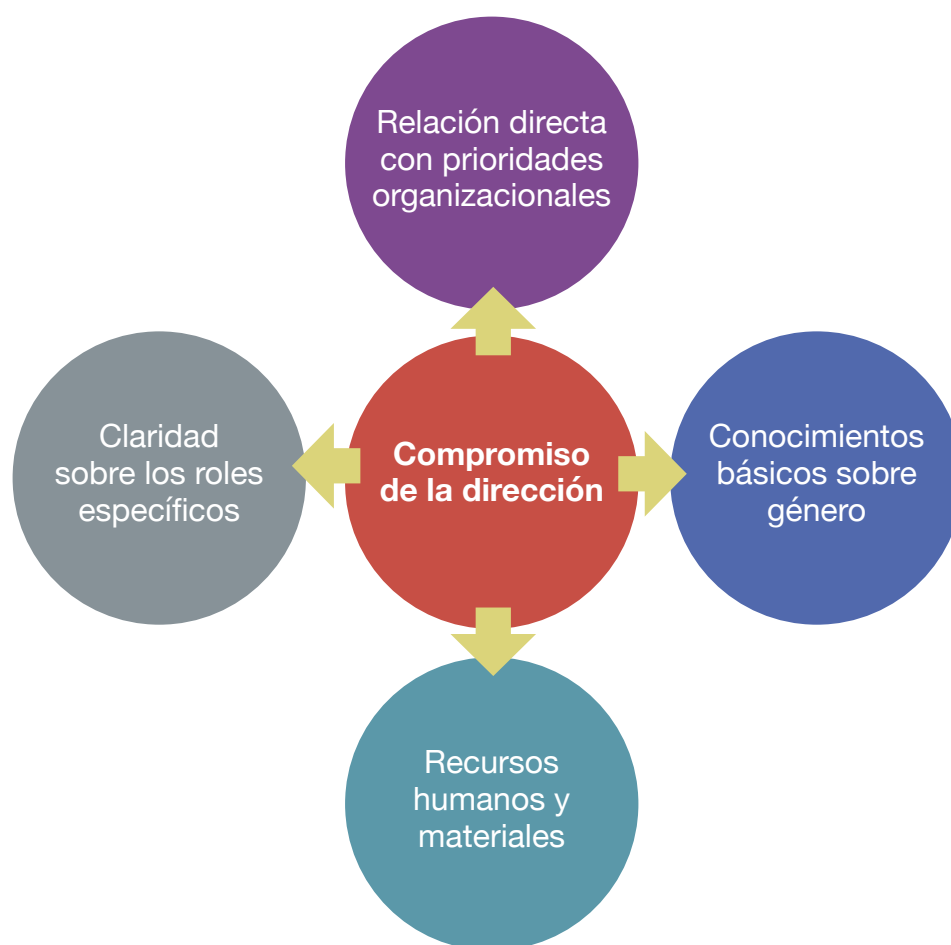 Relación directa
con prioridades
organizacionales
Claridad
sobre los roles
específicos
Compromiso
de la dirección
Conocimientos
básicos sobre
género
Recursos
humanos y
materiales